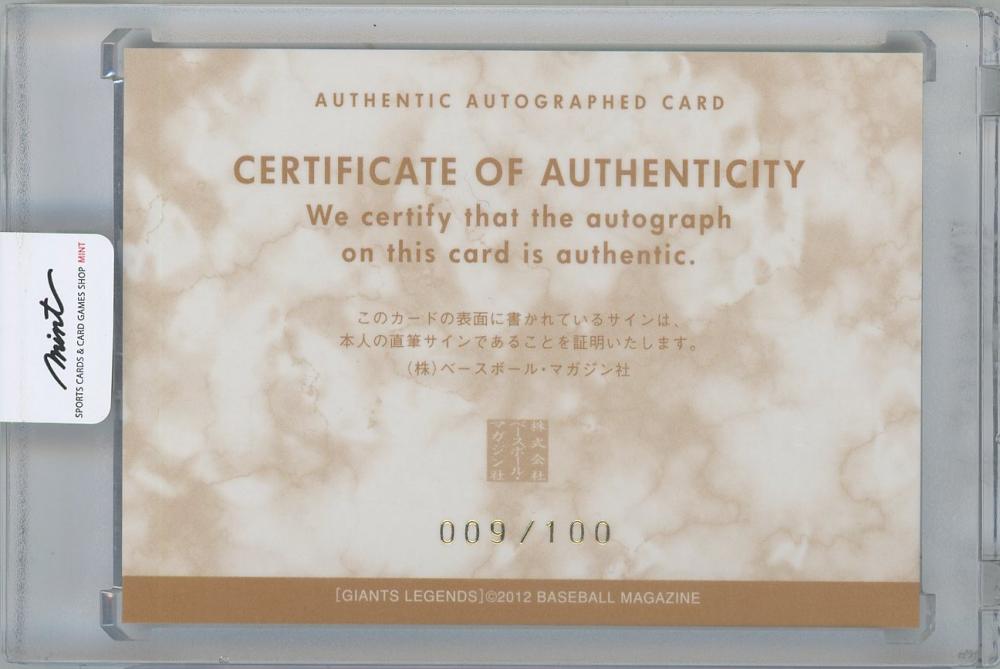 AUTHENTIC AUTOGRAPHED CARD
CERTIFICATE OF AUTHENTICITY
We certify that the autograph
on this card is authentic.
このカードの表面に書かれているサインは、
本人の直筆サインであることを証明いたします。
(株)ベースボール・マガジン社
株式会社
ベースボール・
マガジン社
009/100
[GIANTS LEGENDS]©2012 BASEBALL MAGAZINE
mint
SPORTS CARDS & CARD GAMES SHOP MINT